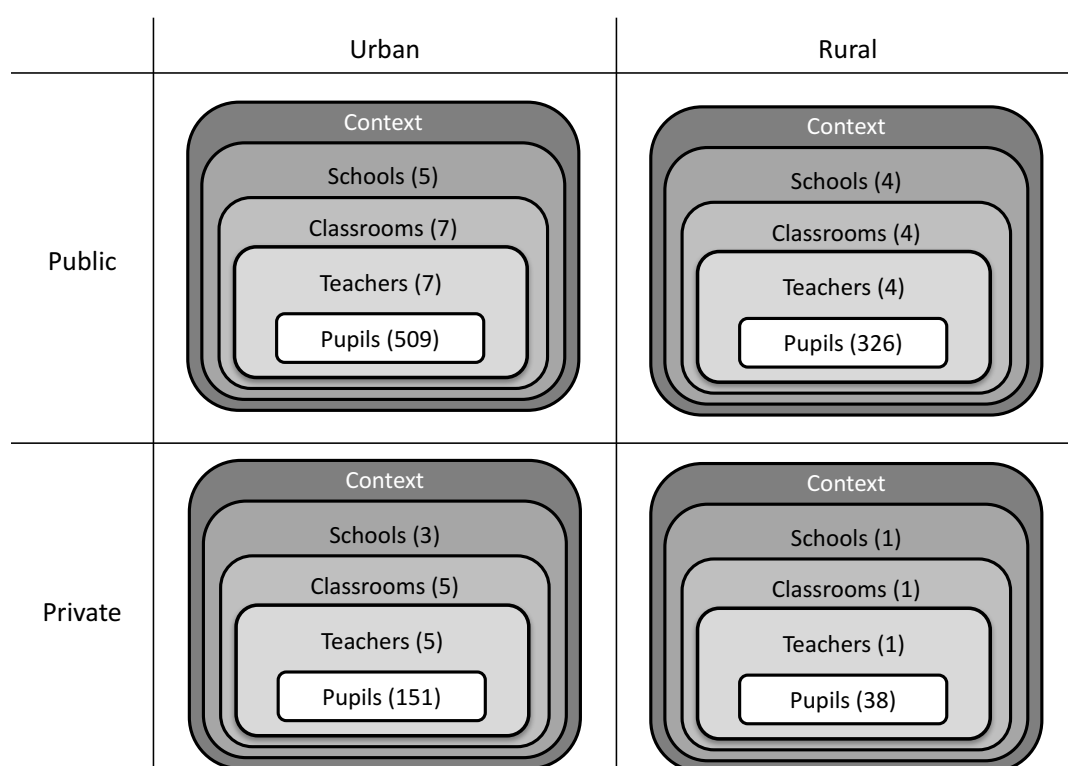 Urban
Rural
Public
Context
Schools (5)
Classrooms (7)
Teachers (7)
Pupils (509)
Context
Schools (4)
Classrooms (4)
Teachers (4)
Pupils (326)
Private
Context
Schools (3)
Classrooms (5)
Teachers (5)
Pupils (151)
Context
Schools (1)
Classrooms (1)
Teachers (1)
Pupils (38)